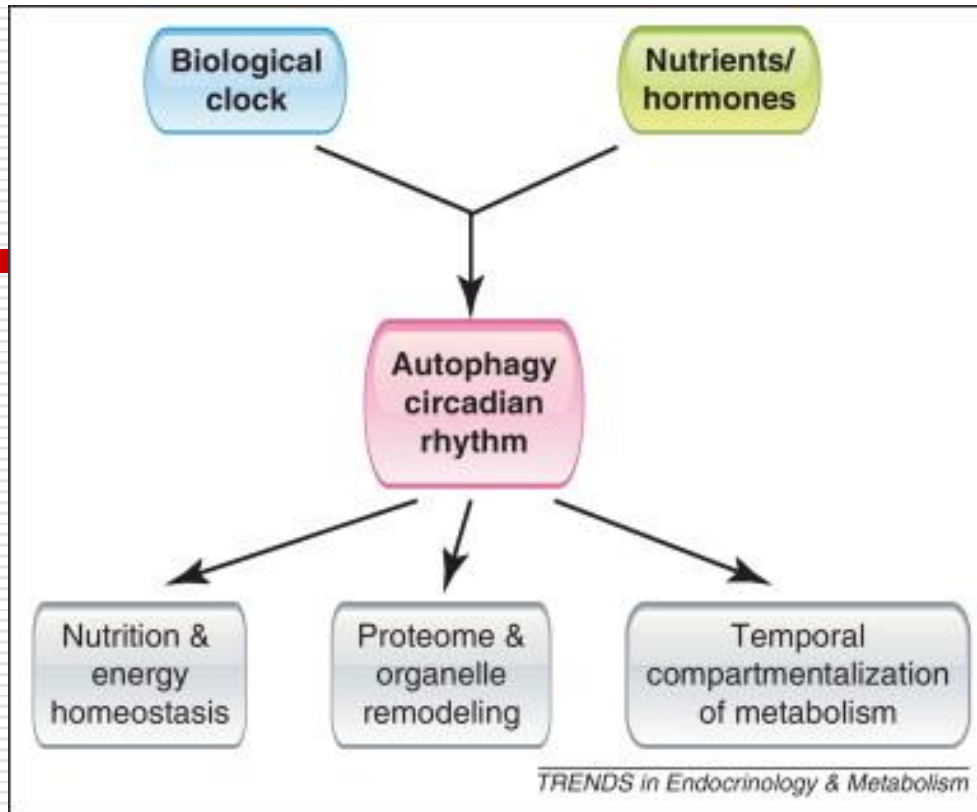 Biological
clock
Nutrients/
hormones
Autophagy
circadian
rhythm
Nutrition &
energy
homeostasis
Proteome &
organelle
remodeling
Temporal
compartmentalization
of metabolism
TRENDS in Endocrinology & Metabolism